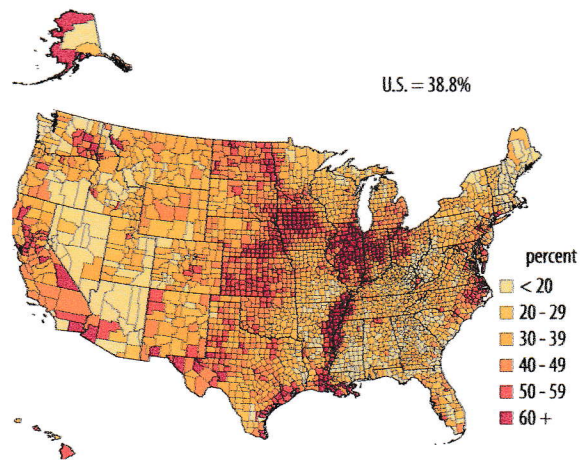 U.S. = 38.8%
percent
< 20
20 - 29
30 - 39
40 - 49
50 - 59
60 +